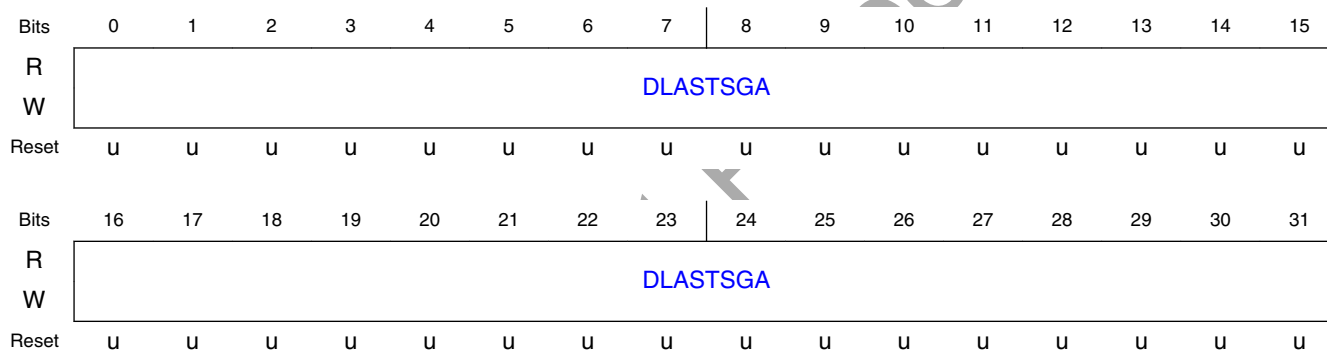 Bits 0 1 2 3 4 5 6 7 8 9 10 11 12 13 14 15
R
DLASTSGA
W
Reset u u u u u u u u u u u u u u u u
Bits 16 17 18 19 20 21 22 23 24 25 26 27 28 29 30 31
R
DLASTSGA
W
Reset u u u u u u u u u u u u u u u u